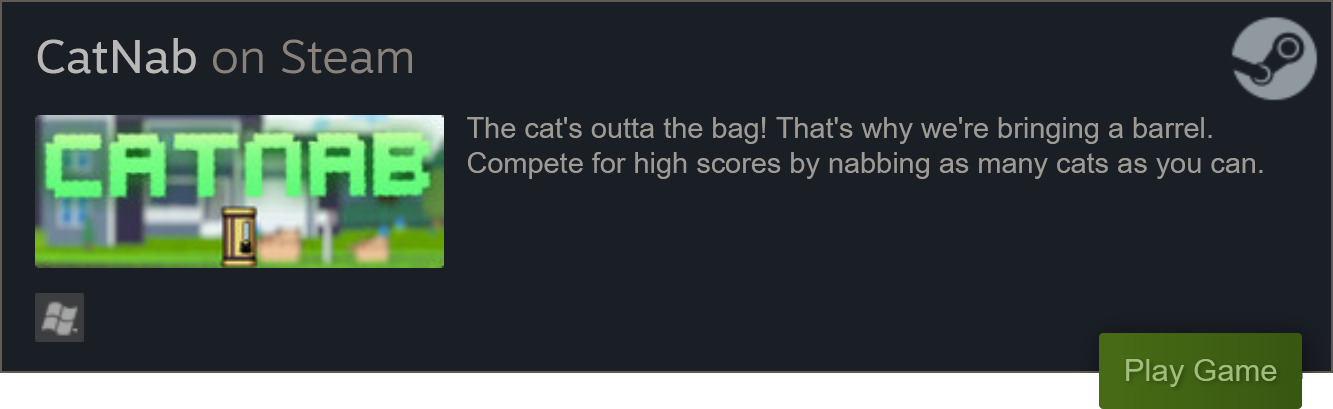 CatNab on Steam
CATNAB
The cat's outta the bag! That's why we're bringing a barrel.
Compete for high scores by nabbing as many cats as you can.
Play Game